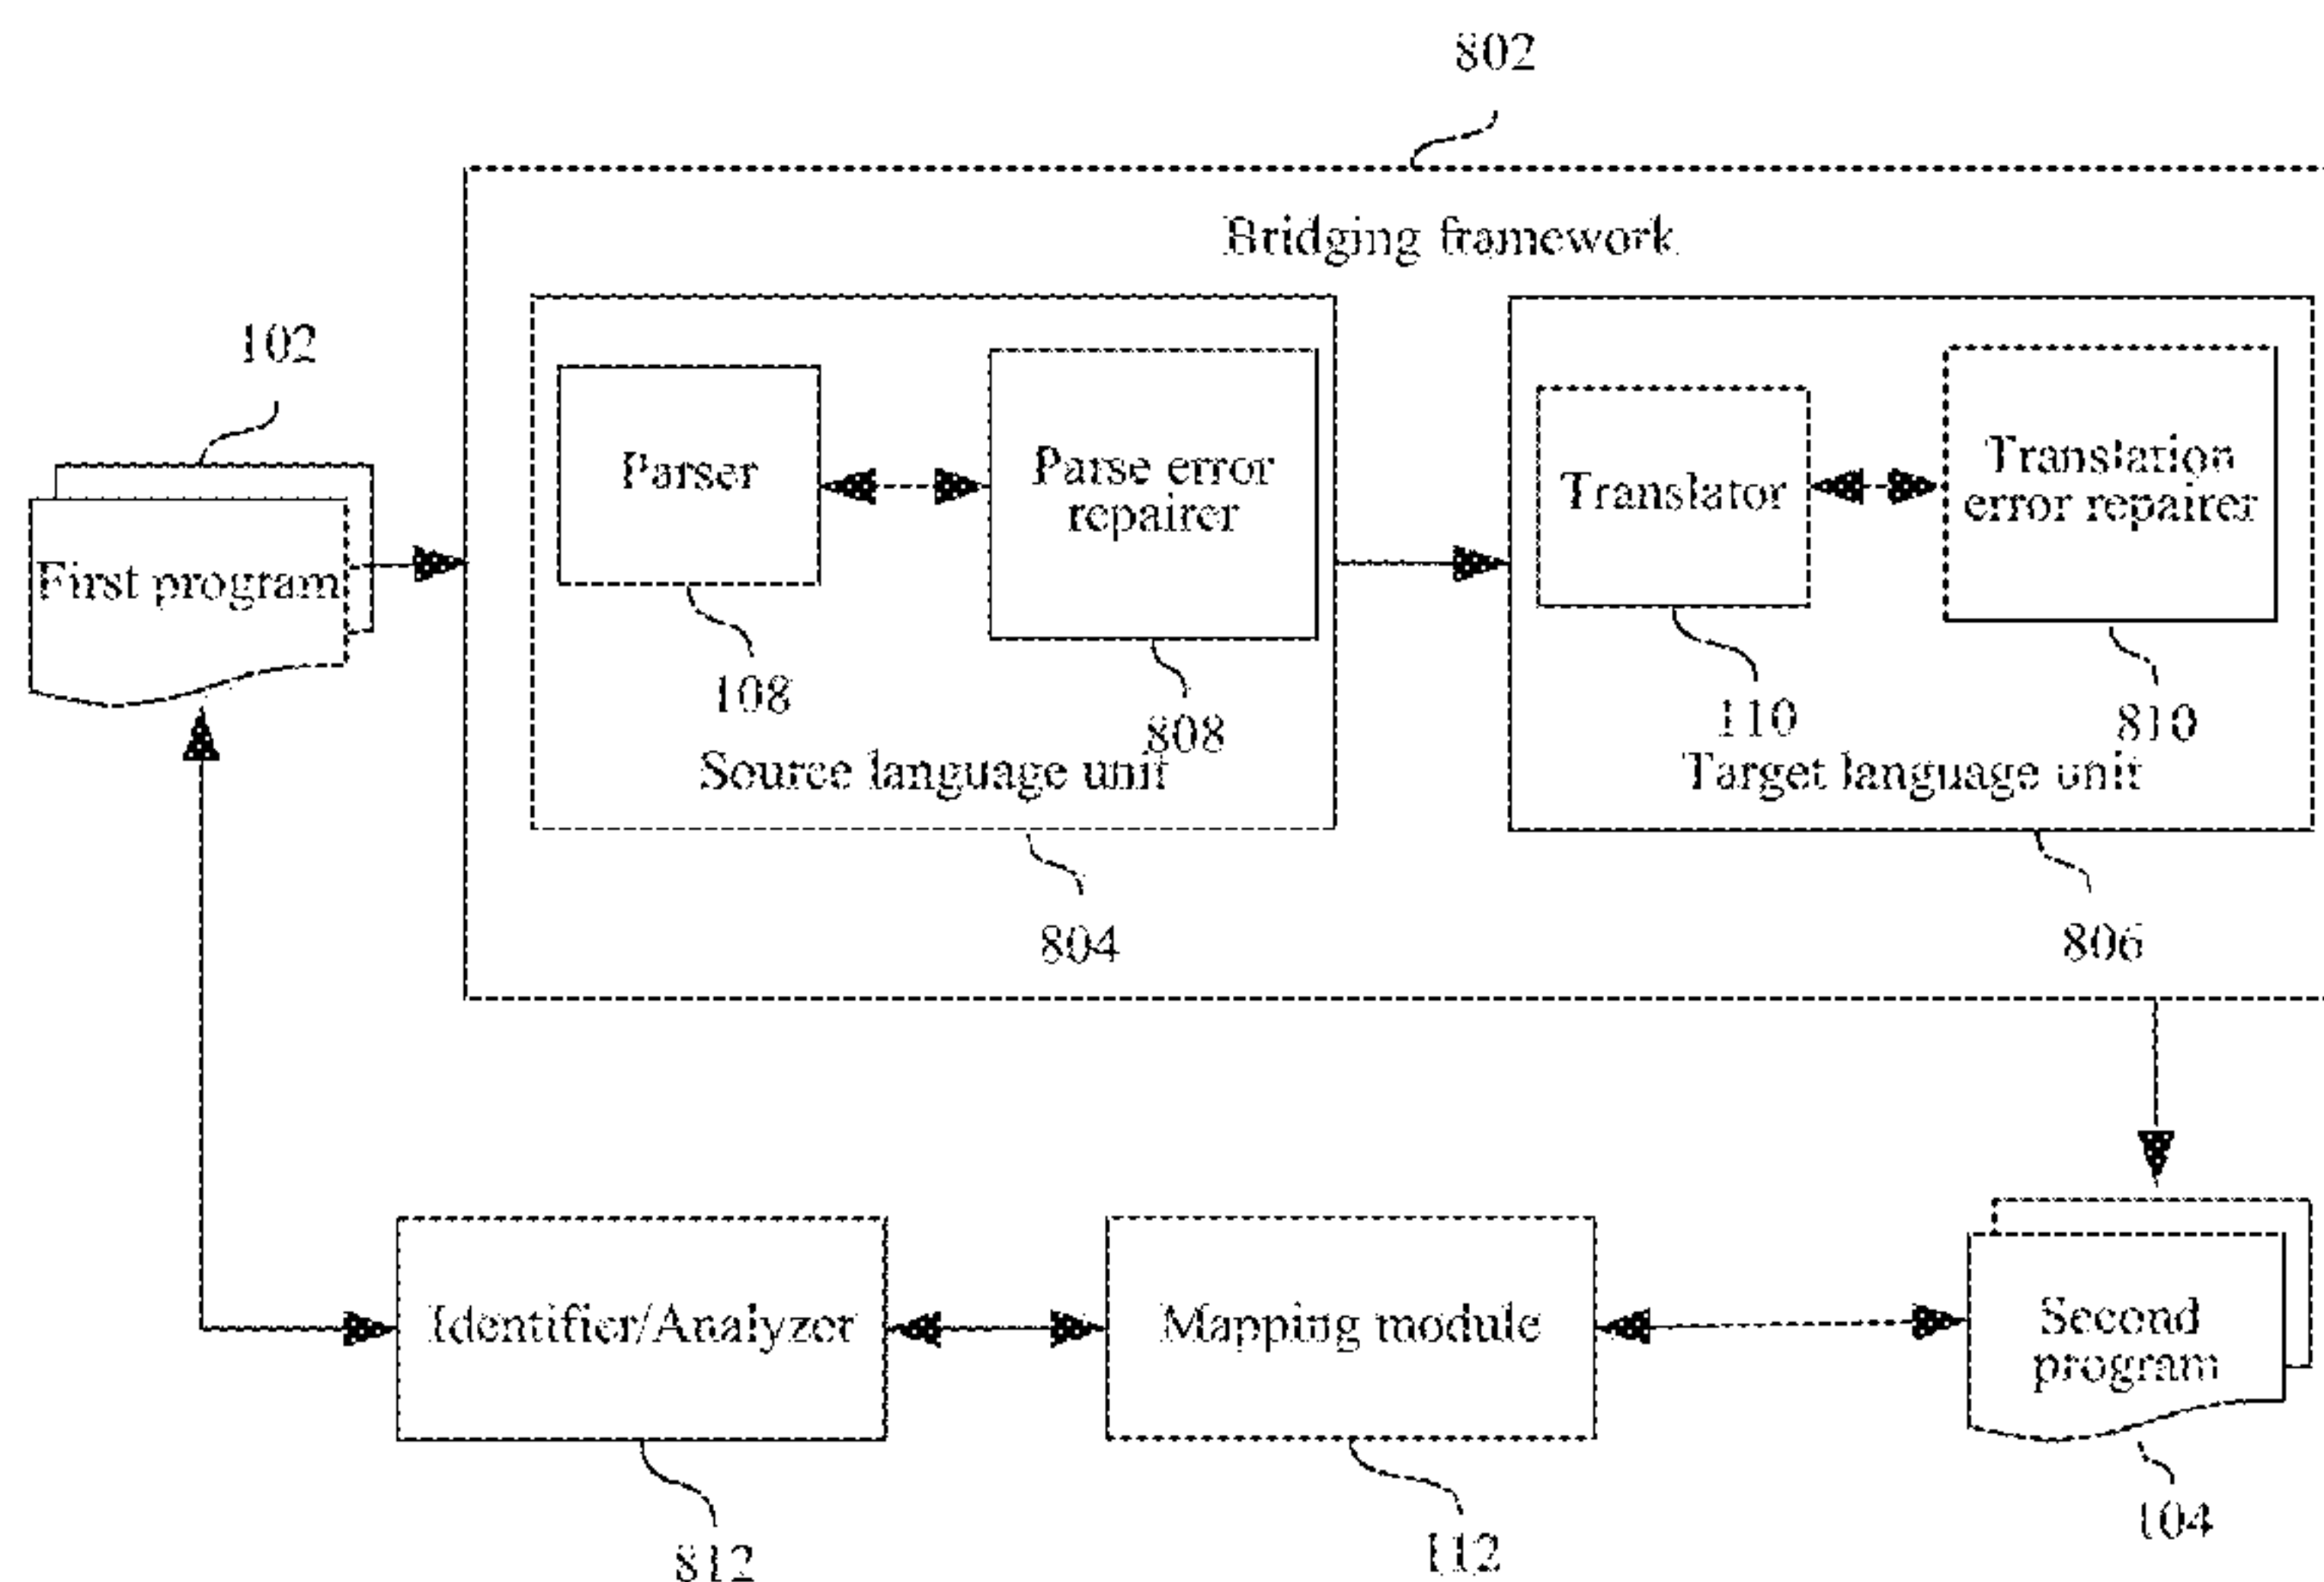 802
Bridging framework
102
Parser
Parse error
repairer
Translator
Translation
error repairer
First program
108
808
110
810
Source language unit
Target language unit
804
806
Identifier/Analyzer
Mapping module
Second
program
812
112
104